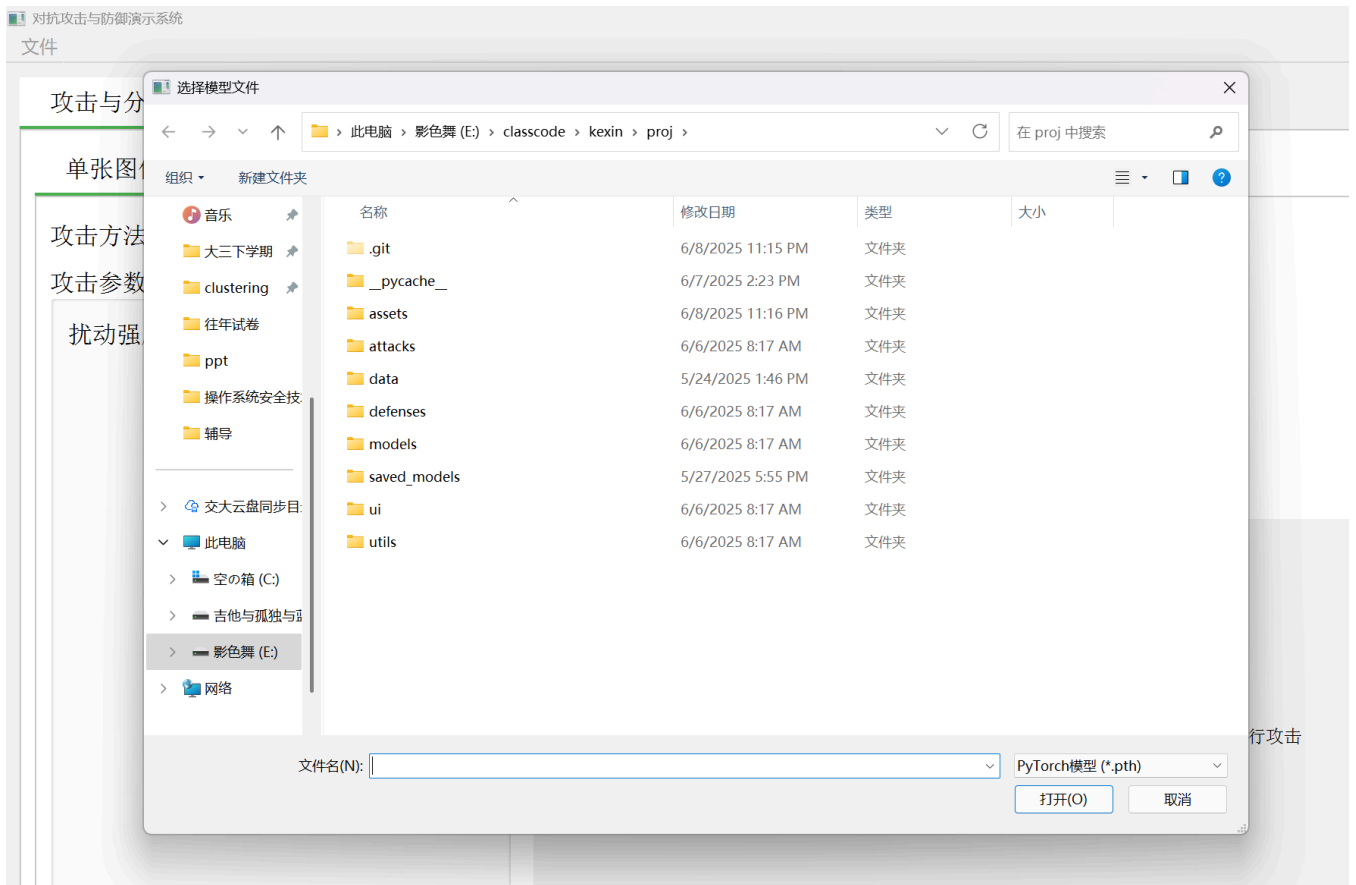 对抗攻击与防御演示系统
文件
攻击与分
单张图
攻击方法
攻击参数
扰动强
行攻击
选择模型文件
此电脑 影色舞 (E:) classcode kexin proj
在 proj 中搜索
组织 新建文件夹
音乐
大三下学期
clustering
往年试卷
ppt
操作系统安全技
辅导
交大云盘同步目
此电脑
空の箱 (C:)
吉他与孤独与蓝
影色舞 (E:)
网络
名称 修改日期 类型 大小
.git 6/8/2025 11:15 PM 文件夹
__pycache__ 6/7/2025 2:23 PM 文件夹
assets 6/8/2025 11:16 PM 文件夹
attacks 6/6/2025 8:17 AM 文件夹
data 5/24/2025 1:46 PM 文件夹
defenses 6/6/2025 8:17 AM 文件夹
models 6/6/2025 8:17 AM 文件夹
saved_models 5/27/2025 5:55 PM 文件夹
ui 6/6/2025 8:17 AM 文件夹
utils 6/6/2025 8:17 AM 文件夹
文件名(N): PyTorch模型 (*.pth)
打开(O) 取消